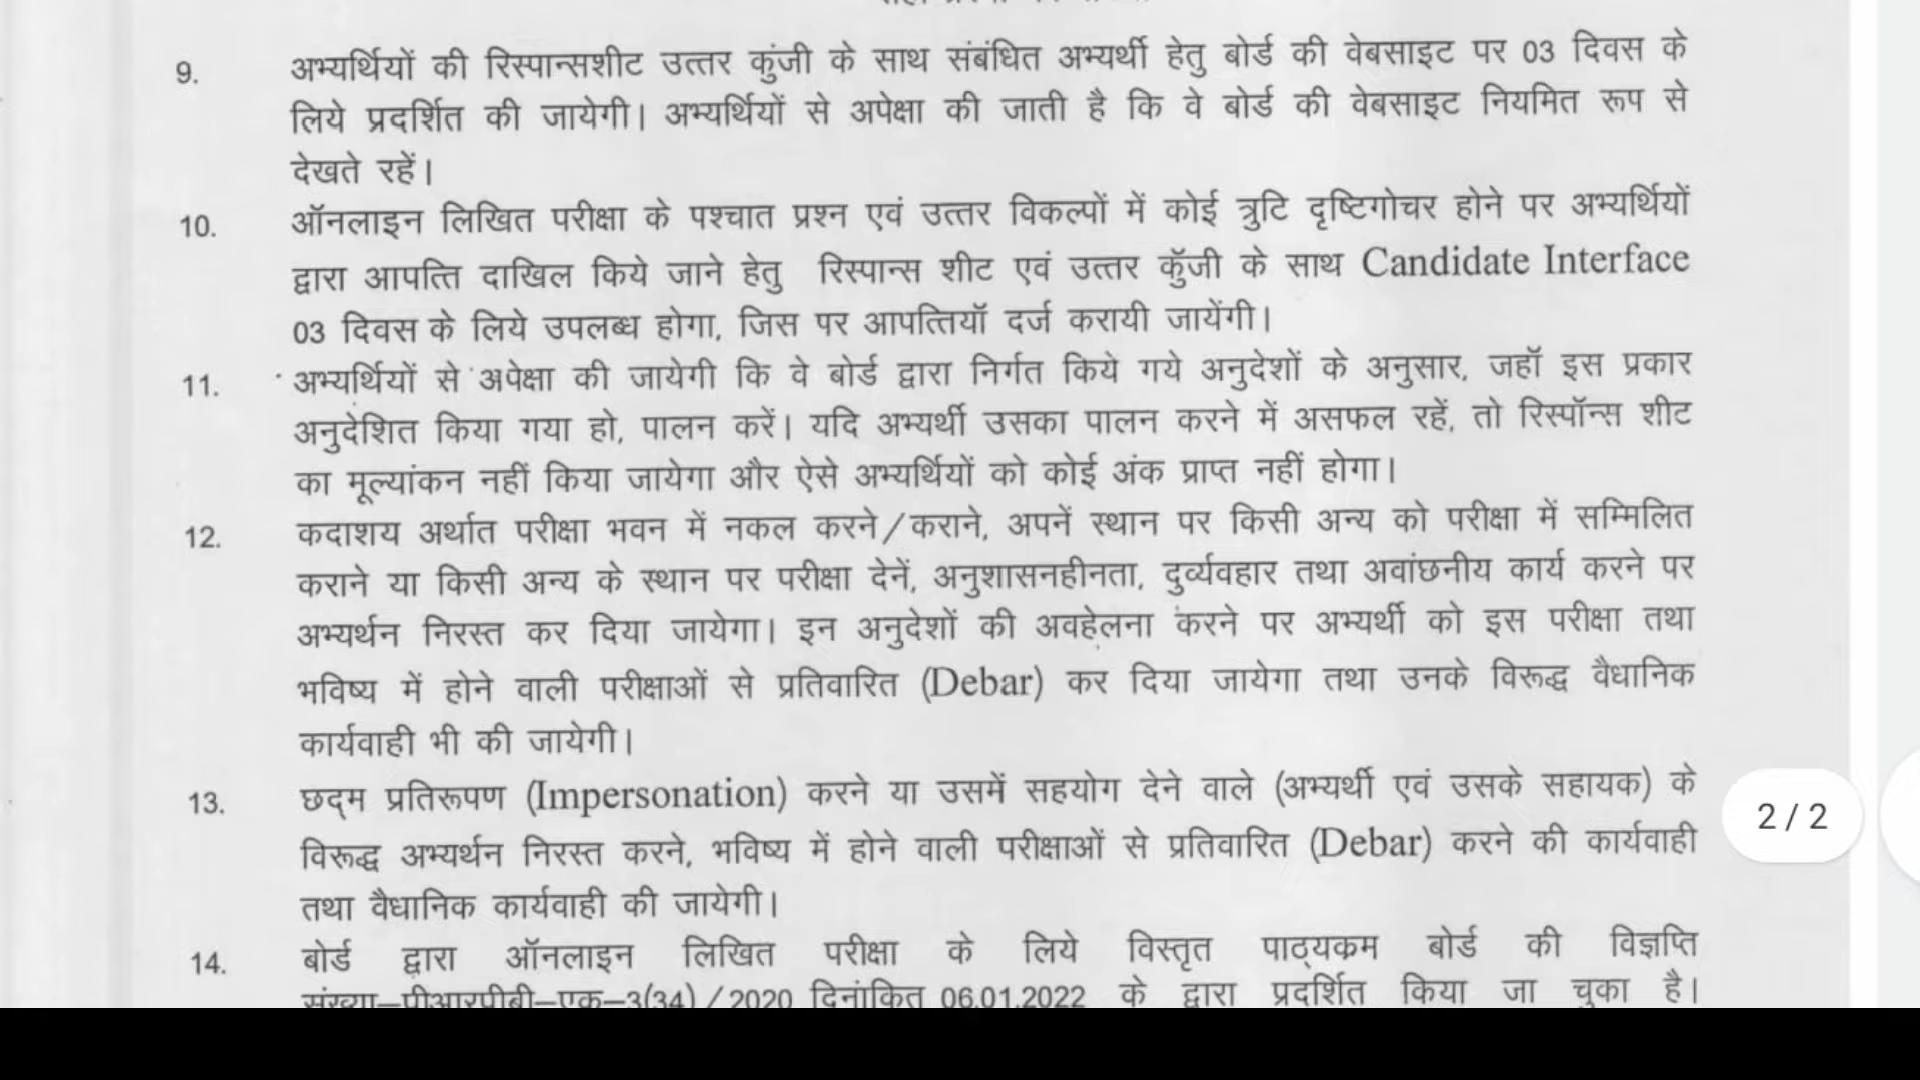 9. अभ्यर्थियों की रिस्पान्सशीट उत्तर कुंजी के साथ संबंधित अभ्यर्थी हेतु बोर्ड की वेबसाइट पर 03 दिवस के
लिये प्रदर्शित की जायेगी। अभ्यर्थियों से अपेक्षा की जाती है कि वे बोर्ड की वेबसाइट नियमित रूप से
देखते रहें।
10. ऑनलाइन लिखित परीक्षा के पश्चात प्रश्न एवं उत्तर विकल्पों में कोई त्रुटि दृष्टिगोचर होने पर अभ्यर्थियों
द्वारा आपत्ति दाखिल किये जाने हेतु रिस्पान्स शीट एवं उत्तर कुॅजी के साथ Candidate Interface
03 दिवस के लिये उपलब्ध होगा, जिस पर आपत्तियॉ दर्ज करायी जायेंगी।
11. अभ्यर्थियों से अपेक्षा की जायेगी कि वे बोर्ड द्वारा निर्गत किये गये अनुदेशों के अनुसार, जहॉ इस प्रकार
अनुदेशित किया गया हो, पालन करें। यदि अभ्यर्थी उसका पालन करने में असफल रहें, तो रिस्पॉन्स शीट
का मूल्यांकन नहीं किया जायेगा और ऐसे अभ्यर्थियों को कोई अंक प्राप्त नहीं होगा।
12. कदाशय अर्थात परीक्षा भवन में नकल करने/कराने, अपनें स्थान पर किसी अन्य को परीक्षा में सम्मिलित
कराने या किसी अन्य के स्थान पर परीक्षा देनें, अनुशासनहीनता, दुर्व्यवहार तथा अवांछनीय कार्य करने पर
अभ्यर्थन निरस्त कर दिया जायेगा। इन अनुदेशों की अवहेलना करने पर अभ्यर्थी को इस परीक्षा तथा
भविष्य में होने वाली परीक्षाओं से प्रतिवारित (Debar) कर दिया जायेगा तथा उनके विरूद्ध वैधानिक
कार्यवाही भी की जायेगी।
13. छद्म प्रतिरूपण (Impersonation) करने या उसमें सहयोग देने वाले (अभ्यर्थी एवं उसके सहायक) के
विरूद्ध अभ्यर्थन निरस्त करने, भविष्य में होने वाली परीक्षाओं से प्रतिवारित (Debar) करने की कार्यवाही
तथा वैधानिक कार्यवाही की जायेगी।
2 / 2
14. बोर्ड द्वारा ऑनलाइन लिखित परीक्षा के लिये विस्तृत पाठ्यक्रम बोर्ड की विज्ञप्ति
संख्या–पीआरपीबी–एक–3(34)/2020 दिनांकित 06.01.2022 के द्वारा प्रदर्शित किया जा चुका है।